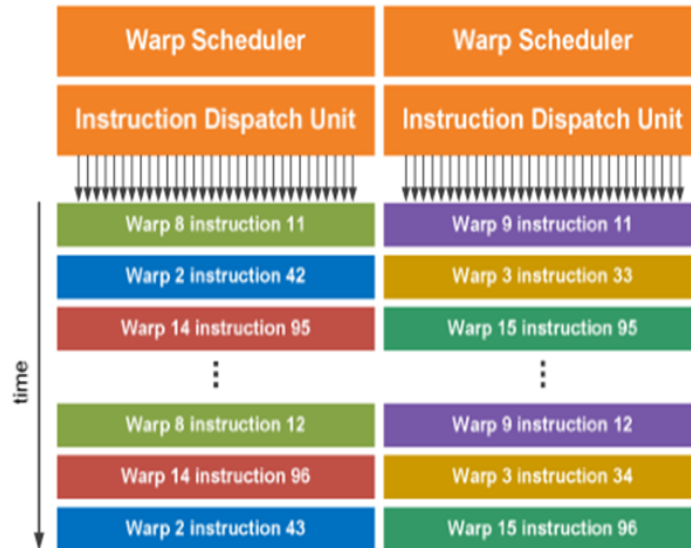 Warp Scheduler
Instruction Dispatch Unit
Warp 8 instruction 11
Warp 2 instruction 42
Warp 14 instruction 95
Warp 8 instruction 12
Warp 14 instruction 96
Warp 2 instruction 43
Warp Scheduler
Instruction Dispatch Unit
Warp 9 instruction 11
Warp 3 instruction 33
Warp 15 instruction 95
Warp 9 instruction 12
Warp 3 instruction 34
Warp 15 instruction 96
time